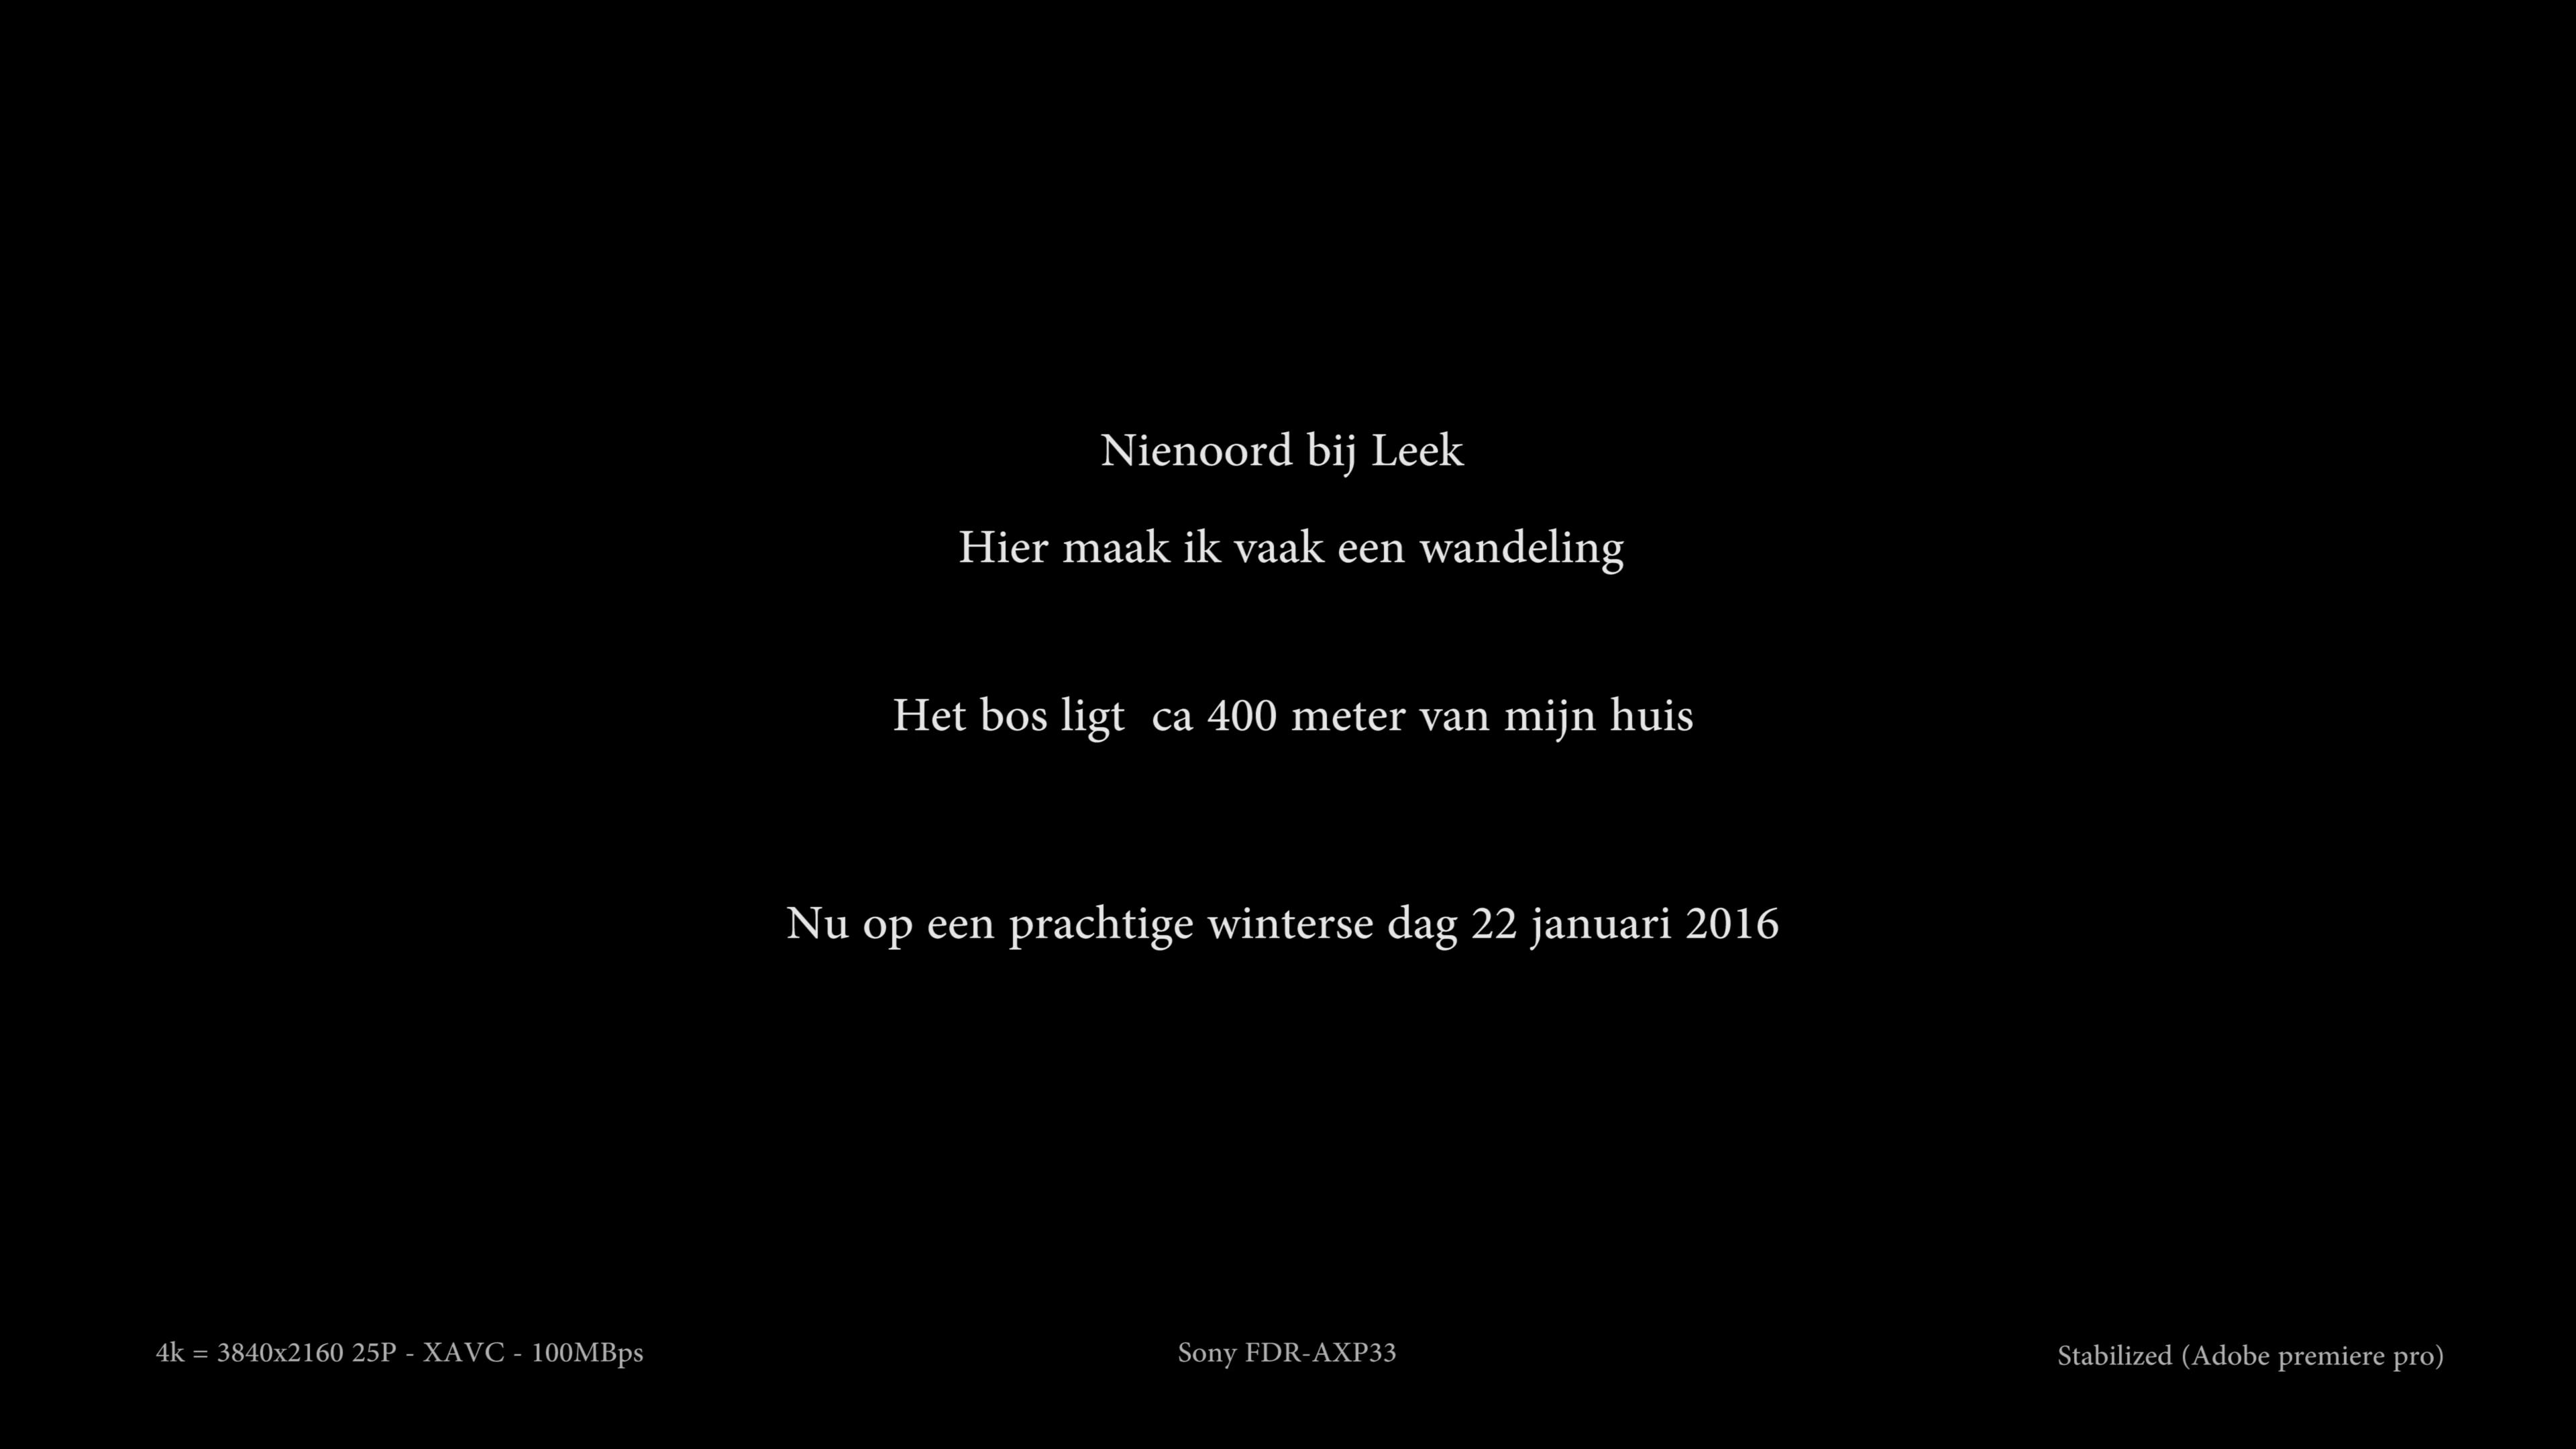 Nienoord bij Leek
Hier maak ik vaak een wandeling
Het bos ligt  ca 400 meter van mijn huis
Nu op een prachtige winterse dag 22 januari 2016
4k = 3840x2160 25P - XAVC - 100MBps
Sony FDR-AXP33
Stabilized (Adobe premiere pro)